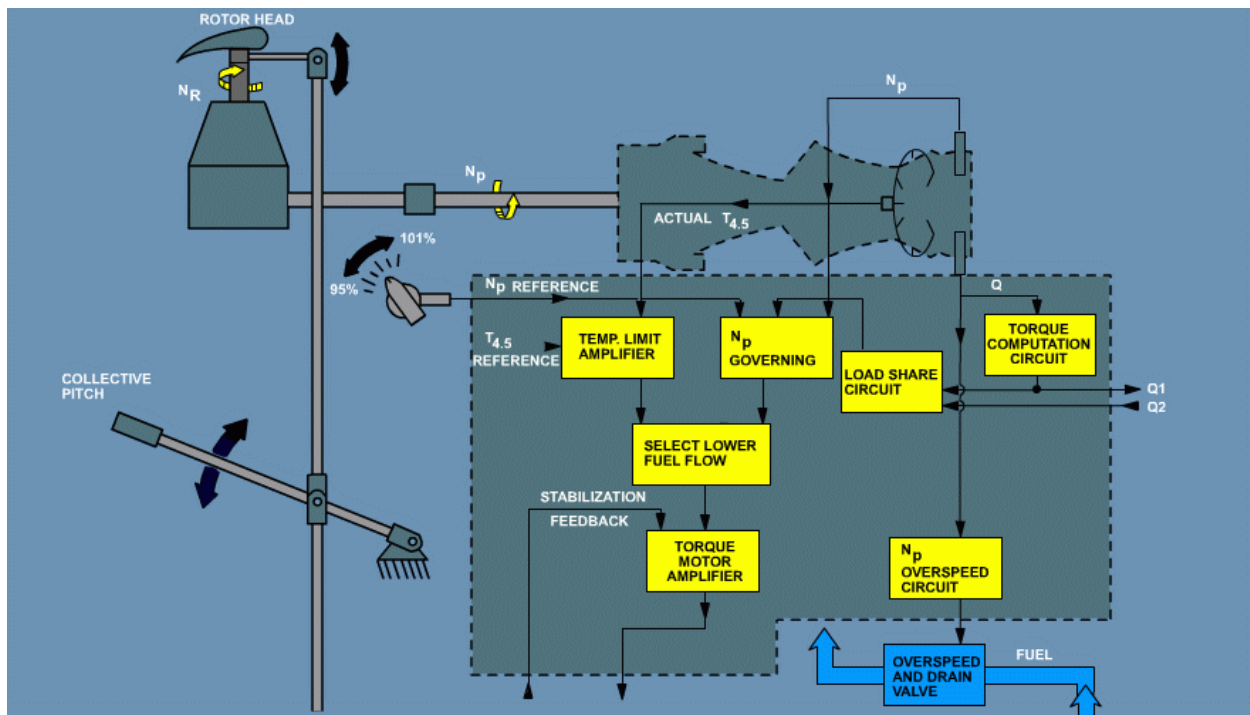 ROTOR HEAD
NR
Np
Np
ACTUAL T4.5
101%
95%
Np REFERENCE
Q
T4.5
REFERENCE
TEMP. LIMIT
AMPLIFIER
Np
GOVERNING
LOAD SHARE
CIRCUIT
TORQUE
COMPUTATION
CIRCUIT
Q1
Q2
COLLECTIVE
PITCH
SELECT LOWER
FUEL FLOW
STABILIZATION
FEEDBACK
TORQUE
MOTOR
AMPLIFIER
Np
OVERSPEED
CIRCUIT
OVERSPEED
AND DRAIN
VALVE
FUEL